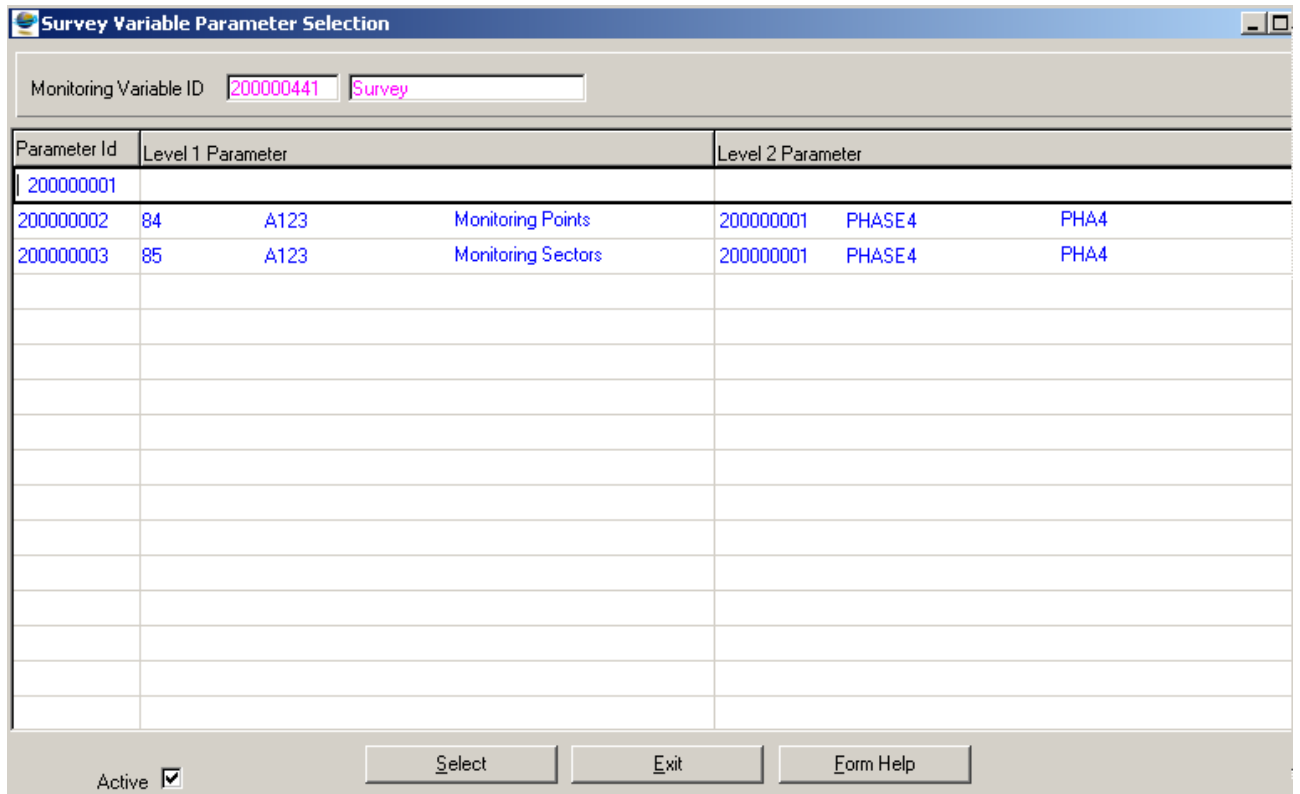 Survey Variable Parameter Selection
Monitoring Variable ID 200000441 Survey
Parameter Id Level 1 Parameter Level 2 Parameter
200000001
200000002 84 A123 Monitoring Points 200000001 PHASE4 PHA4
200000003 85 A123 Monitoring Sectors 200000001 PHASE4 PHA4
Active Select Exit Form Help